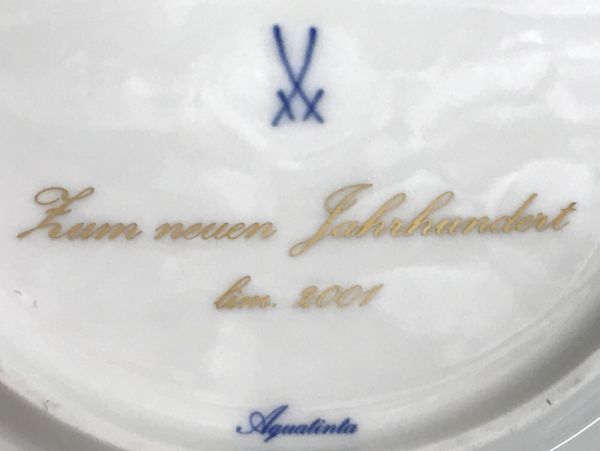 Zum neuen Jahrhundert
lim. 2001
Aquatinta